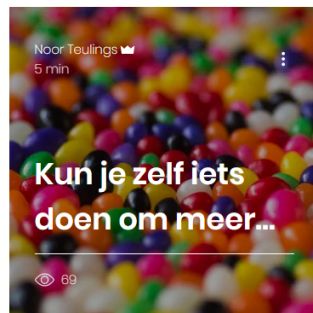 Noor Teulings
5 min
Kun je zelf iets
doen om meer...
69